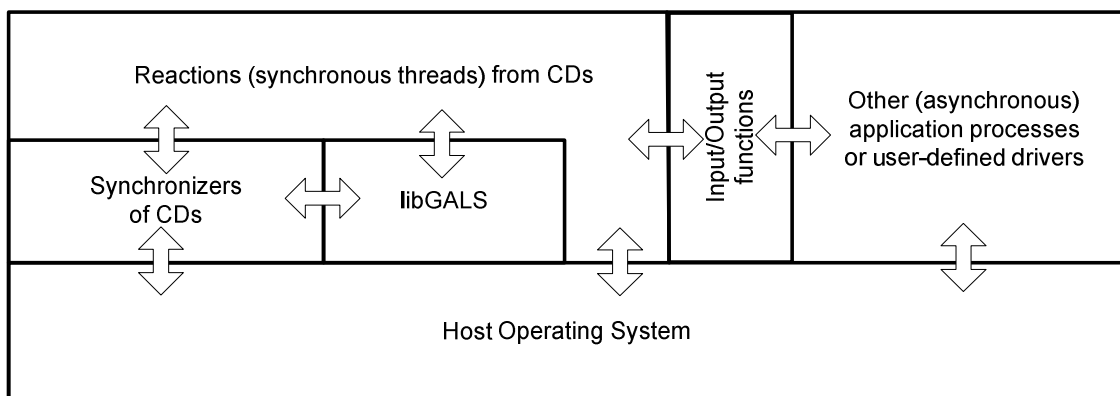 Reactions (synchronous threads) from CDs
Synchronizers
of CDs
libGALS
Input/Output
functions
Other (asynchronous)
application processes
or user-defined drivers
Host Operating System